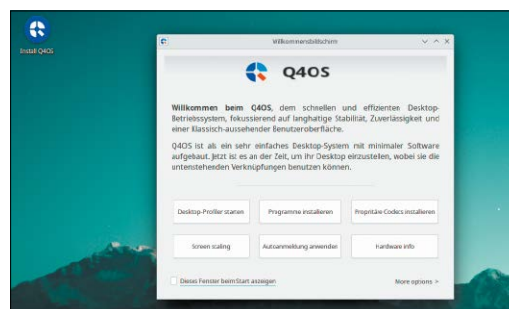 Install Q4OS
Willkommensbildschirm
Q4OS
Willkommen beim Q4OS, dem schnellen und effizienten Desktop-
Betriebssystem, fokussierend auf langhaltige Stabilität, Zuverlässigkeit und
einer klassisch-aussehender Benutzeroberfläche.
Q4OS ist als ein sehr einfaches Desktop-System mit minimaler Software
aufgebaut. Jetzt ist es an der Zeit, um ihr Desktop einzustellen, wobei sie die
untenstehenden Verknüpfungen benutzen können.
Desktop-Profiler starten
Programme installieren
Propritäre Codecs installieren
Screen scaling
Autoanmeldung anwenden
Hardware info
Dieses Fenster beim Start anzeigen
More options >